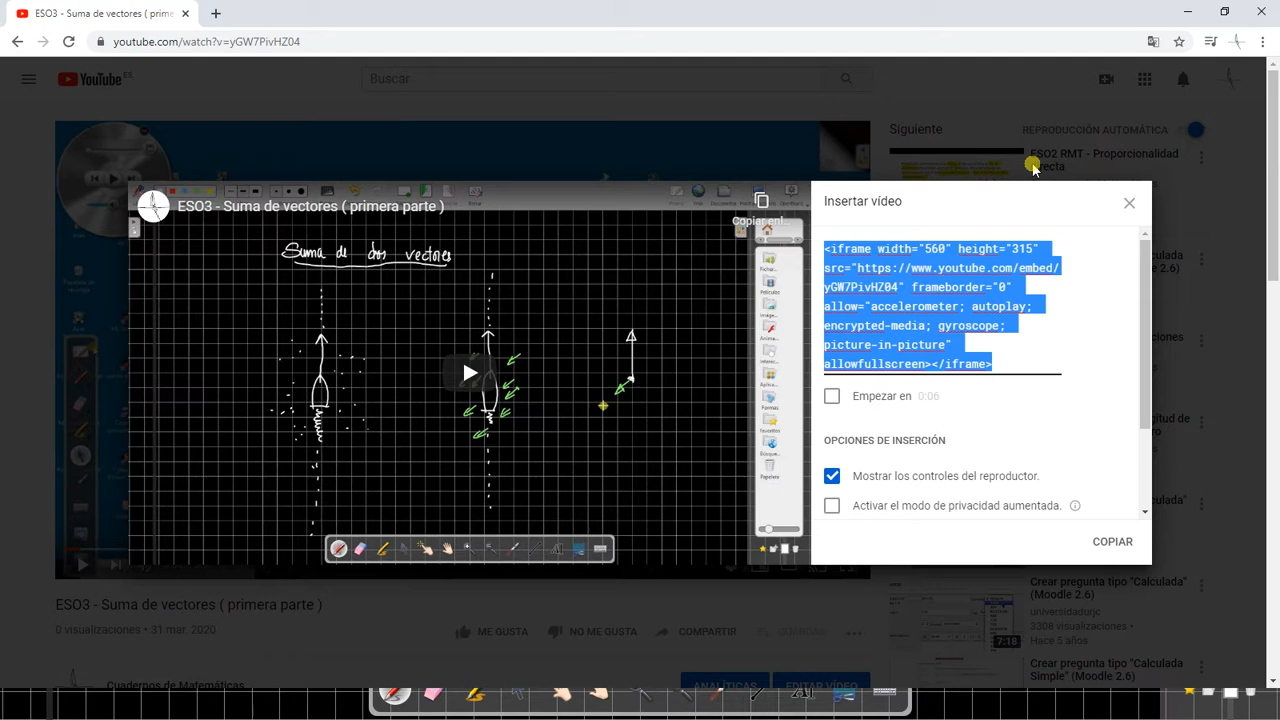 ESO3 - Suma de vectores ( prime
youtube.com/watch?v=yGW7PivHZ04
YouTube ES
Buscar
Siguiente
REPRODUCCIÓN AUTOMÁTICA
ESO2 RMT - Proporcionalidad
ESO3 - Suma de vectores ( primera parte )
Suma de dos vectores
Insertar vídeo
<iframe width="560" height="315"
src="https://www.youtube.com/embed/
yGW7PivHZ04" frameborder="0"
allow="accelerometer; autoplay;
encrypted-media; gyroscope;
picture-in-picture"
allowfullscreen></iframe>
Empezar en 0:06
OPCIONES DE INSERCIÓN
Mostrar los controles del reproductor.
Activar el modo de privacidad aumentada.
COPIAR
Películas
Formas
Papelera
ESO3 - Suma de vectores ( primera parte )
0 visualizaciones • 31 mar. 2020
ME GUSTA
NO ME GUSTA
COMPARTIR
GUARDAR
Cuadernos de Matemáticas
ANALÍTICAS
EDITAR VÍDEO
Crear pregunta tipo "Calculada"
(Moodle 2.6)
universidadurjc
3308 visualizaciones •
Hace 5 años
7:18
Crear pregunta tipo "Calculada
Simple" (Moodle 2.6)